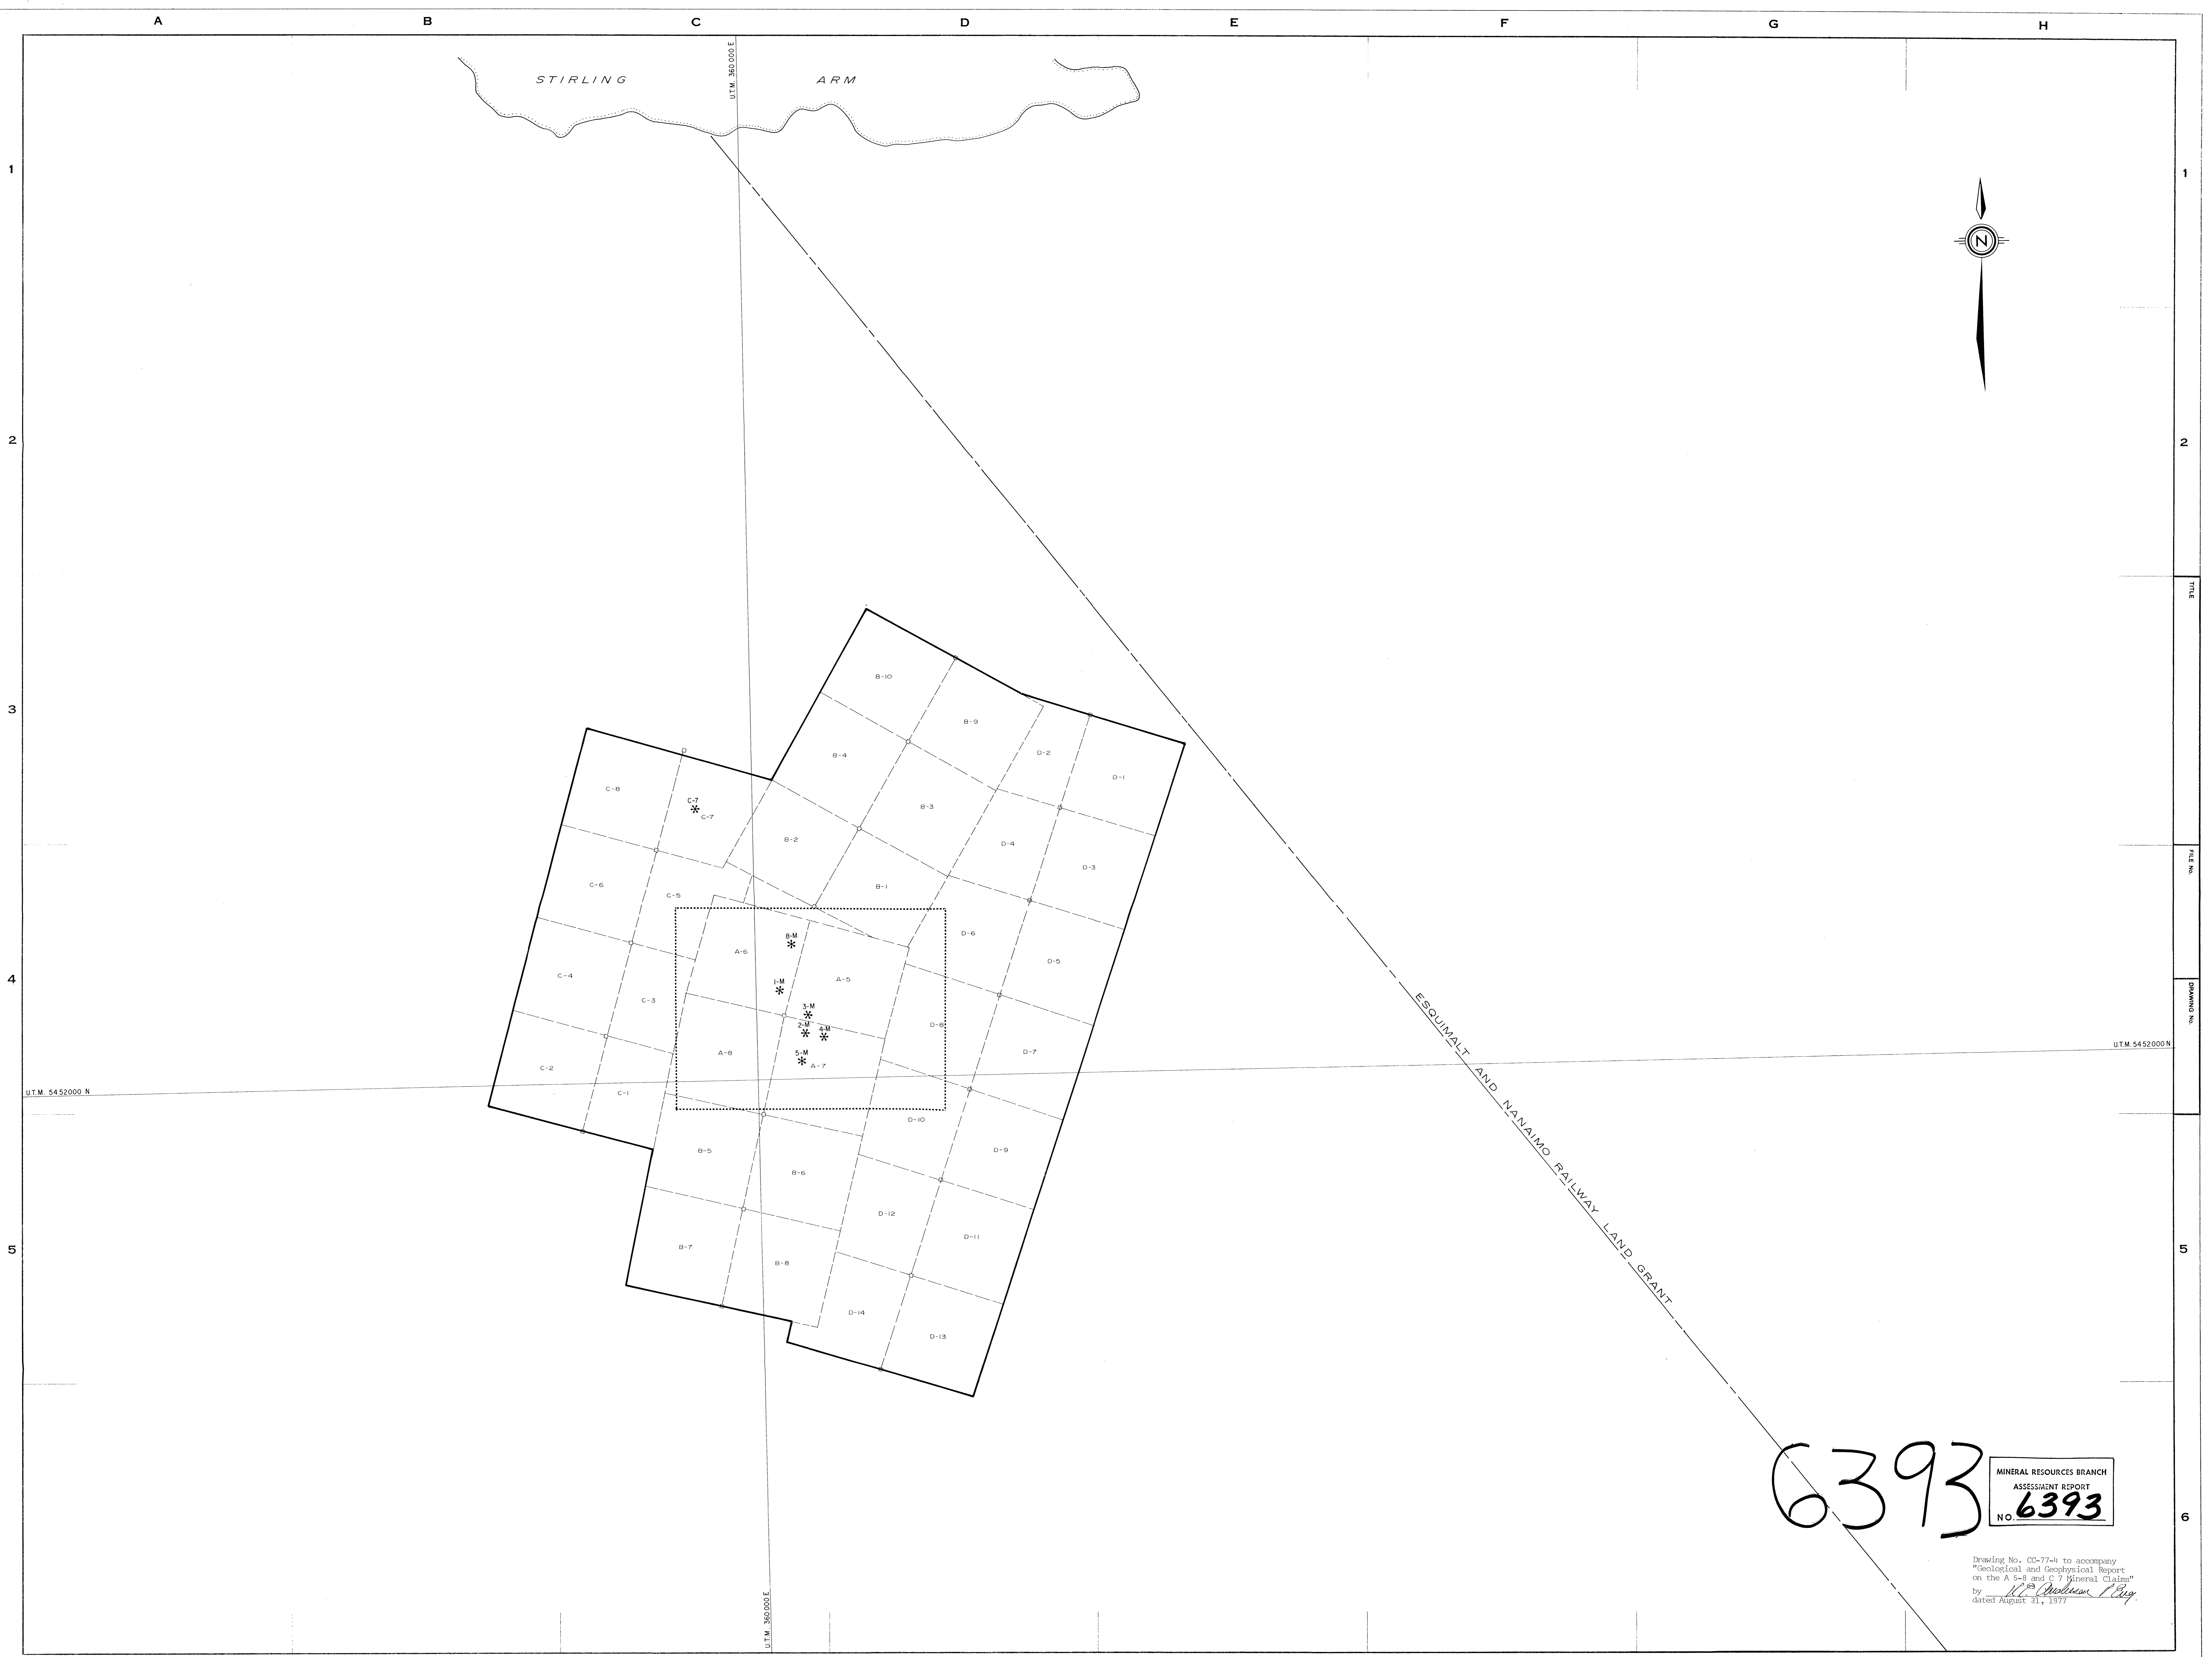 A B C D E F G H
STIRLING ARM
U.T.M. 360 000 E
1 1
N
2 2
TITLE
B-10
3 3
B-9
D-2
B-4
D-1
C-8
C-7
B-3
C-7
B-2
D-4
FILE No.
D-3
C-6
B-1
C-5
D-6
8-M
A-6
D-5
C-4
4 4
A-5
1-M
DRAWING No.
C-3
3-M
2-M
4-M
D-8
ESQUIMALT AND NANAIMO RAILWAY LAND GRANT
U.T.M. 5452000 N
A-8
5-M
D-7
A-7
C-2
U.T.M. 5452000 N
C-1
D-10
B-5
D-9
B-6
D-12
D-11
B-7
5 5
B-8
D-14
D-13
6393
MINERAL RESOURCES BRANCH
ASSESSMENT REPORT
NO. 6393
6
Drawing No. CC-77-4 to accompany
"Geological and Geophysical Report
on the A 5-8 and C 7 Mineral Claims"
by Anderson P Eng.
dated August 31, 1977
U.T.M. 360 000 E